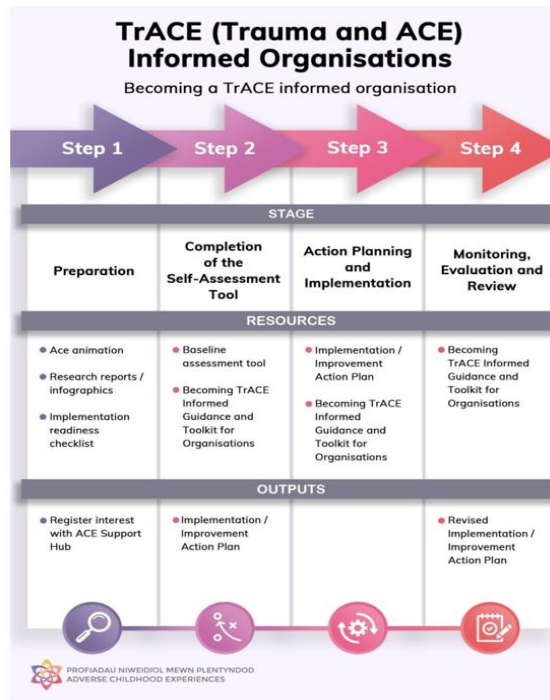 TrACE (Trauma and ACE)
Informed Organisations
Becoming a TrACE informed organisation
Step 1
Step 2
Step 3
Step 4
STAGE
Preparation
Completion
of the
Self-Assessment
Tool
Action Planning
and
Implementation
Monitoring,
Evaluation and
Review
RESOURCES
Ace animation
Research reports /
infographics
Implementation
readiness
checklist
Baseline
assessment tool
Becoming TrACE
Informed
Guidance and
Toolkit for
Organisations
Implementation /
Improvement
Action Plan
Becoming TrACE
Informed
Guidance and
Toolkit for
Organisations
Becoming
TrACE Informed
Guidance and
Toolkit for
Organisations
OUTPUTS
Register interest
with ACE Support
Hub
Implementation /
Improvement
Action Plan
Revised
Implementation /
Improvement
Action Plan
PROFIADAU NIWEIDIOL MEWN PLENTYNDOD
ADVERSE CHILDHOOD EXPERIENCES